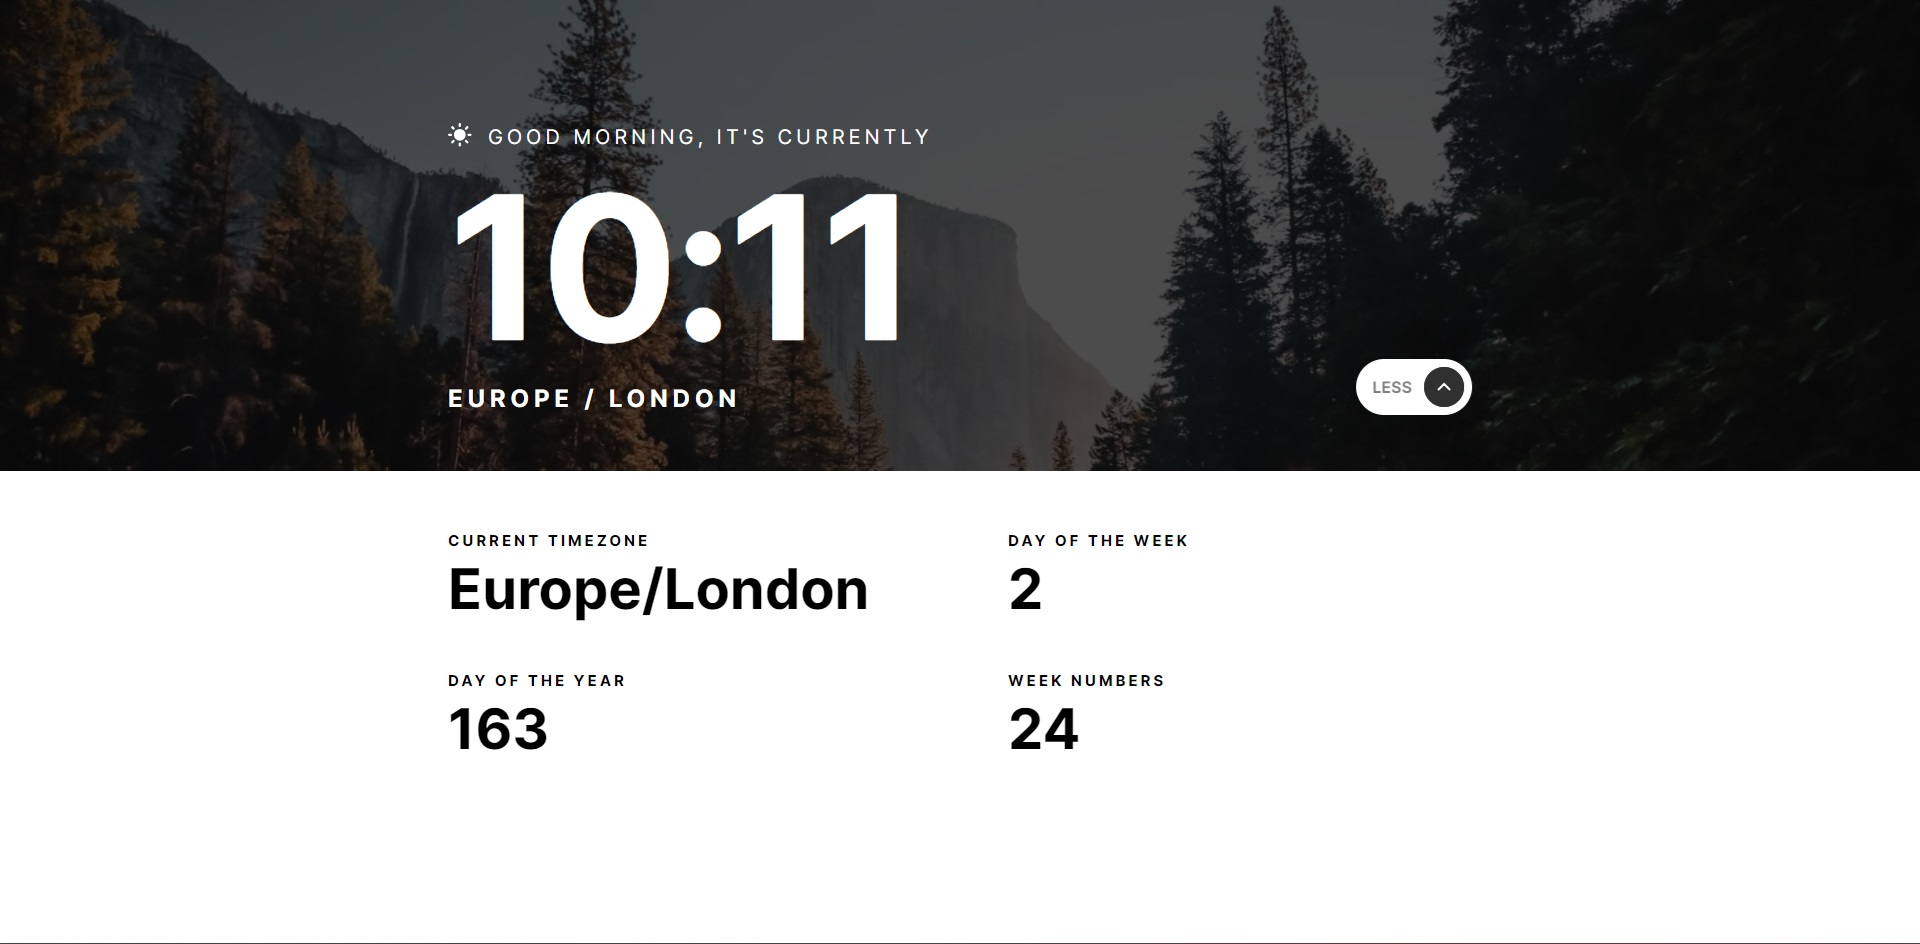 GOOD MORNING, IT'S CURRENTLY
10:11
EUROPE / LONDON
LESS
CURRENT TIMEZONE
Europe/London
DAY OF THE WEEK
2
DAY OF THE YEAR
163
WEEK NUMBERS
24